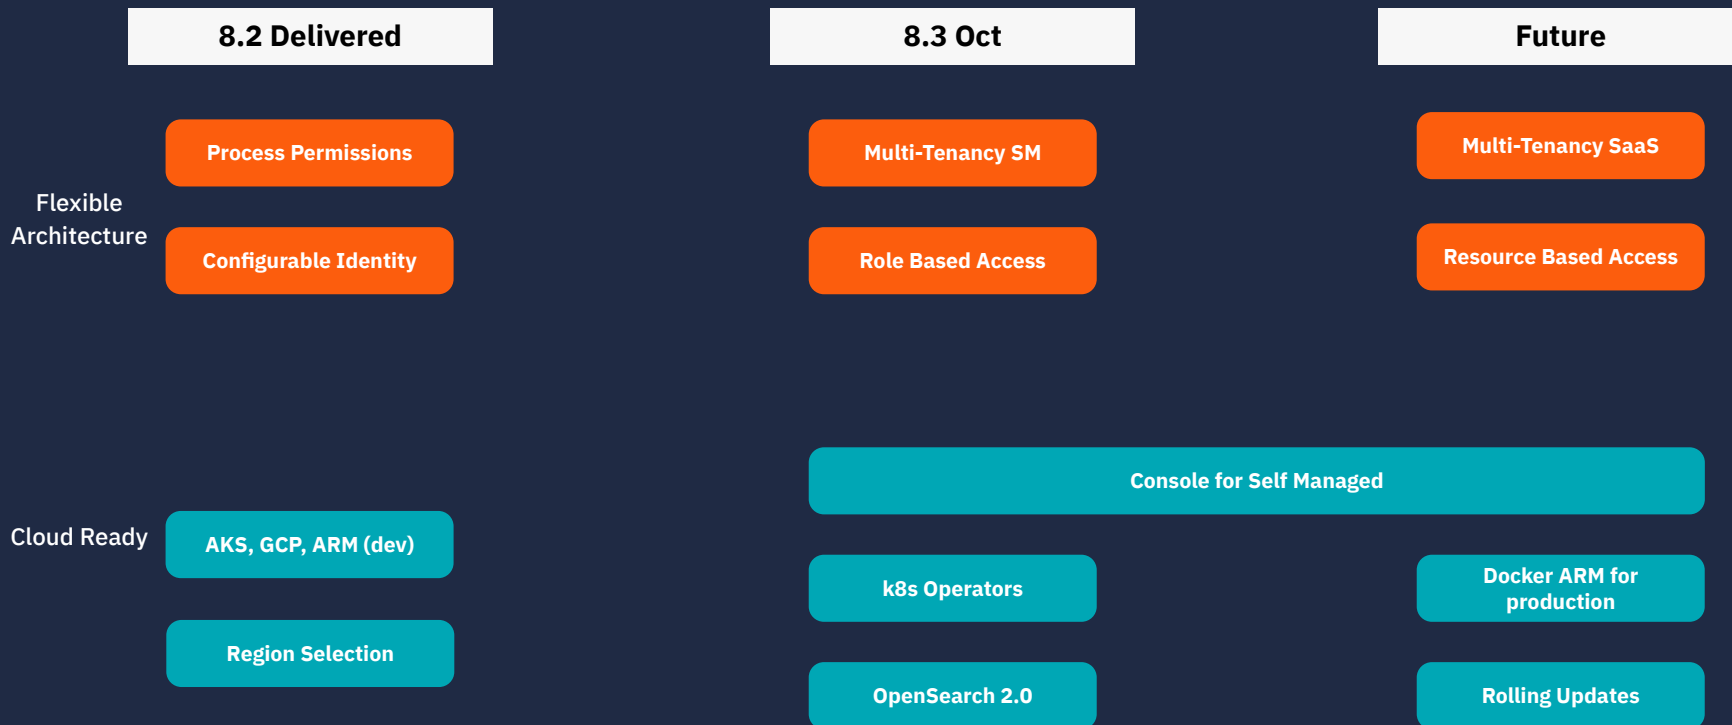 8.2 Delivered
8.3 Oct
Future
Flexible
Architecture
Process Permissions
Multi-Tenancy SM
Multi-Tenancy SaaS
Configurable Identity
Role Based Access
Resource Based Access
Cloud Ready
Console for Self Managed
AKS, GCP, ARM (dev)
k8s Operators
Docker ARM for
production
Region Selection
OpenSearch 2.0
Rolling Updates